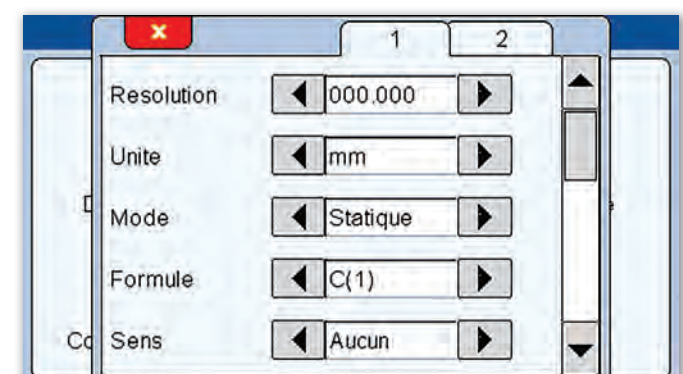 x
1 2
Resolution 000.000
Unite mm
Mode Statique
Formule C(1)
Sens Aucun